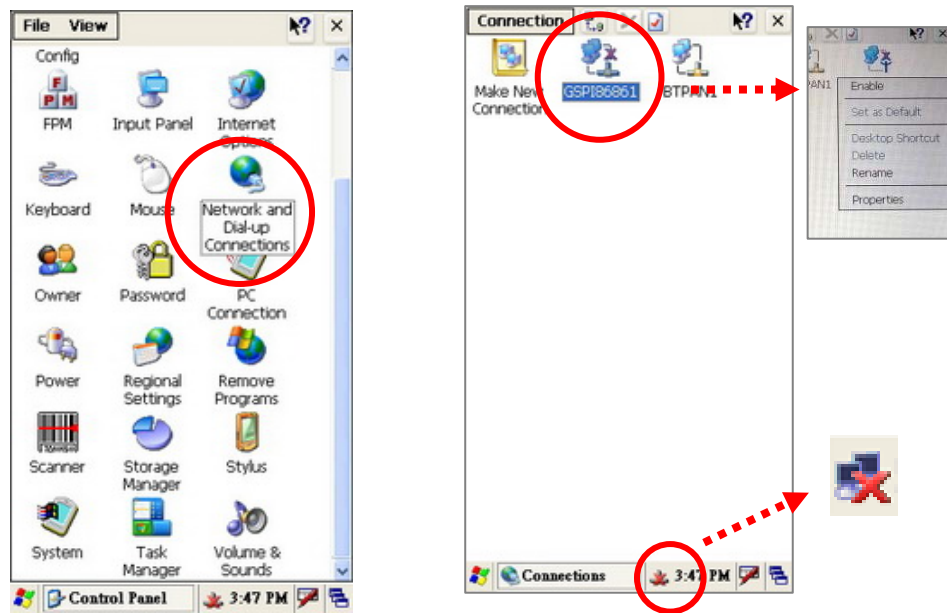 File View
Config
FPM
Input Panel
Internet Options
Keyboard
Mouse
Network and Dial-up Connections
Owner
Password
PC Connection
Power
Regional Settings
Remove Programs
Scanner
Storage Manager
Stylus
System
Task Manager
Volume & Sounds
Control Panel
3:47 PM
Connection
Make New Connection
GSPI86861
BTPAN1
Connections
3:47 PM
PAN1
Enable
Set as Default
Desktop Shortcut
Delete
Rename
Properties